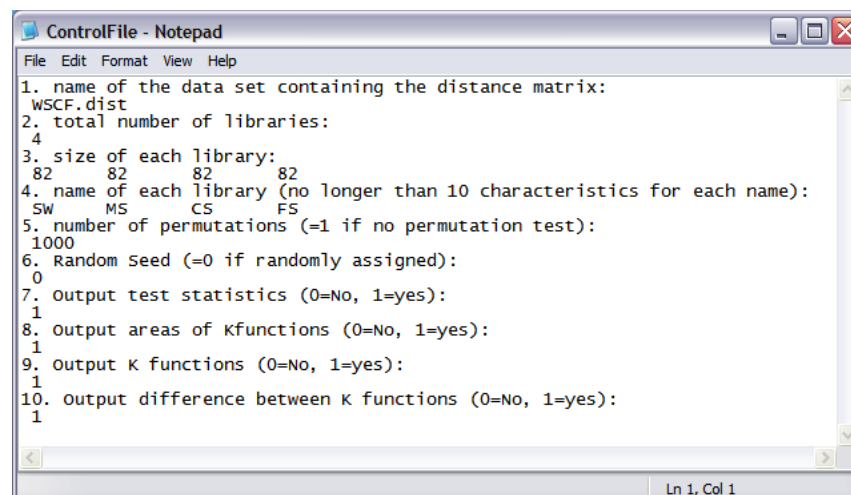 ControlFile - Notepad
File Edit Format View Help
1. name of the data set containing the distance matrix:
WSCF.dist
2. total number of libraries:
4
3. size of each library:
82 82 82 82
4. name of each library (no longer than 10 characteristics for each name):
SW MS CS FS
5. number of permutations (=1 if no permutation test):
1000
6. Random Seed (=0 if randomly assigned):
0
7. Output test statistics (0=No, 1=yes):
1
8. Output areas of Kfunctions (0=No, 1=yes):
1
9. Output K functions (0=No, 1=yes):
1
10. Output difference between K functions (0=No, 1=yes):
1
Ln 1, Col 1